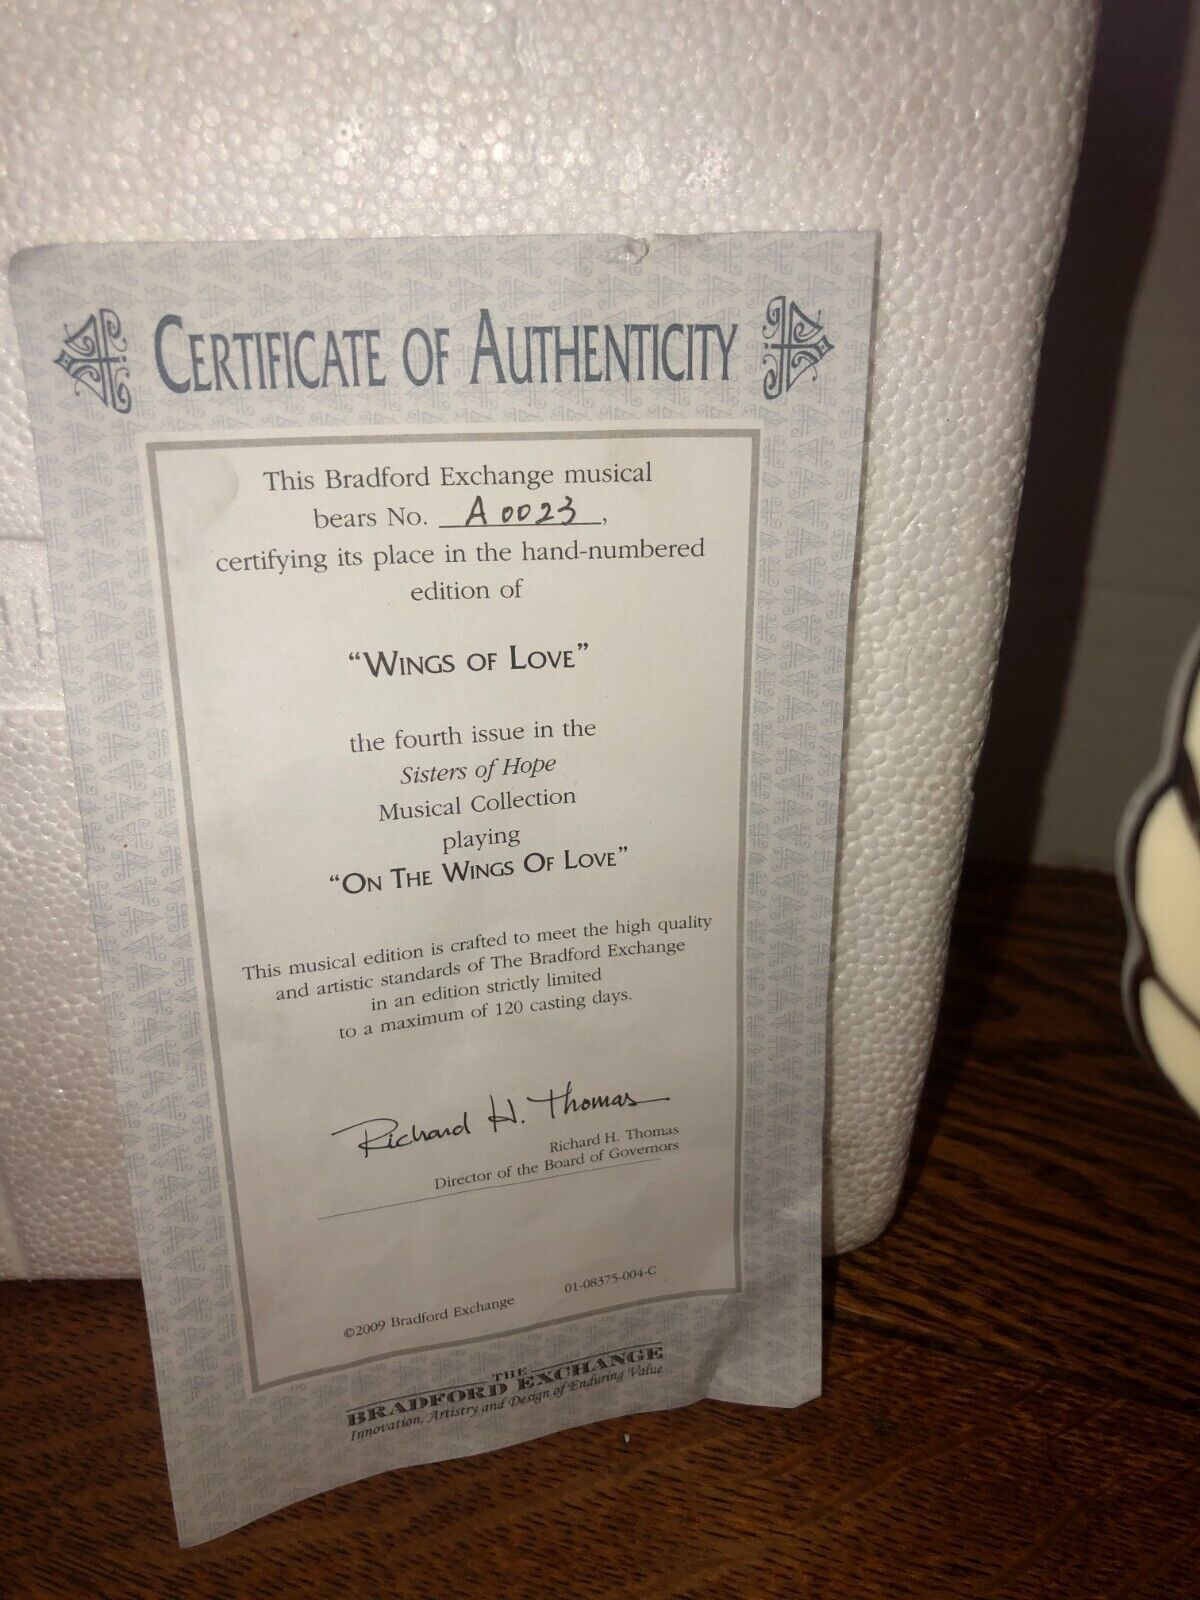 CERTIFICATE OF AUTHENTICITY
This Bradford Exchange musical
bears No. A0023,
certifying its place in the hand-numbered
edition of
“WINGS OF LOVE”
the fourth issue in the
Sisters of Hope
Musical Collection
playing
“ON THE WINGS OF LOVE”
This musical edition is crafted to meet the high quality
and artistic standards of The Bradford Exchange
in an edition strictly limited
to a maximum of 120 casting days.
Richard H. Thomas
Richard H. Thomas
Director of the Board of Governors
©2009 Bradford Exchange 01-08375-004-C
THE
BRADFORD EXCHANGE
Innovation, Artistry and Design of Enduring Value